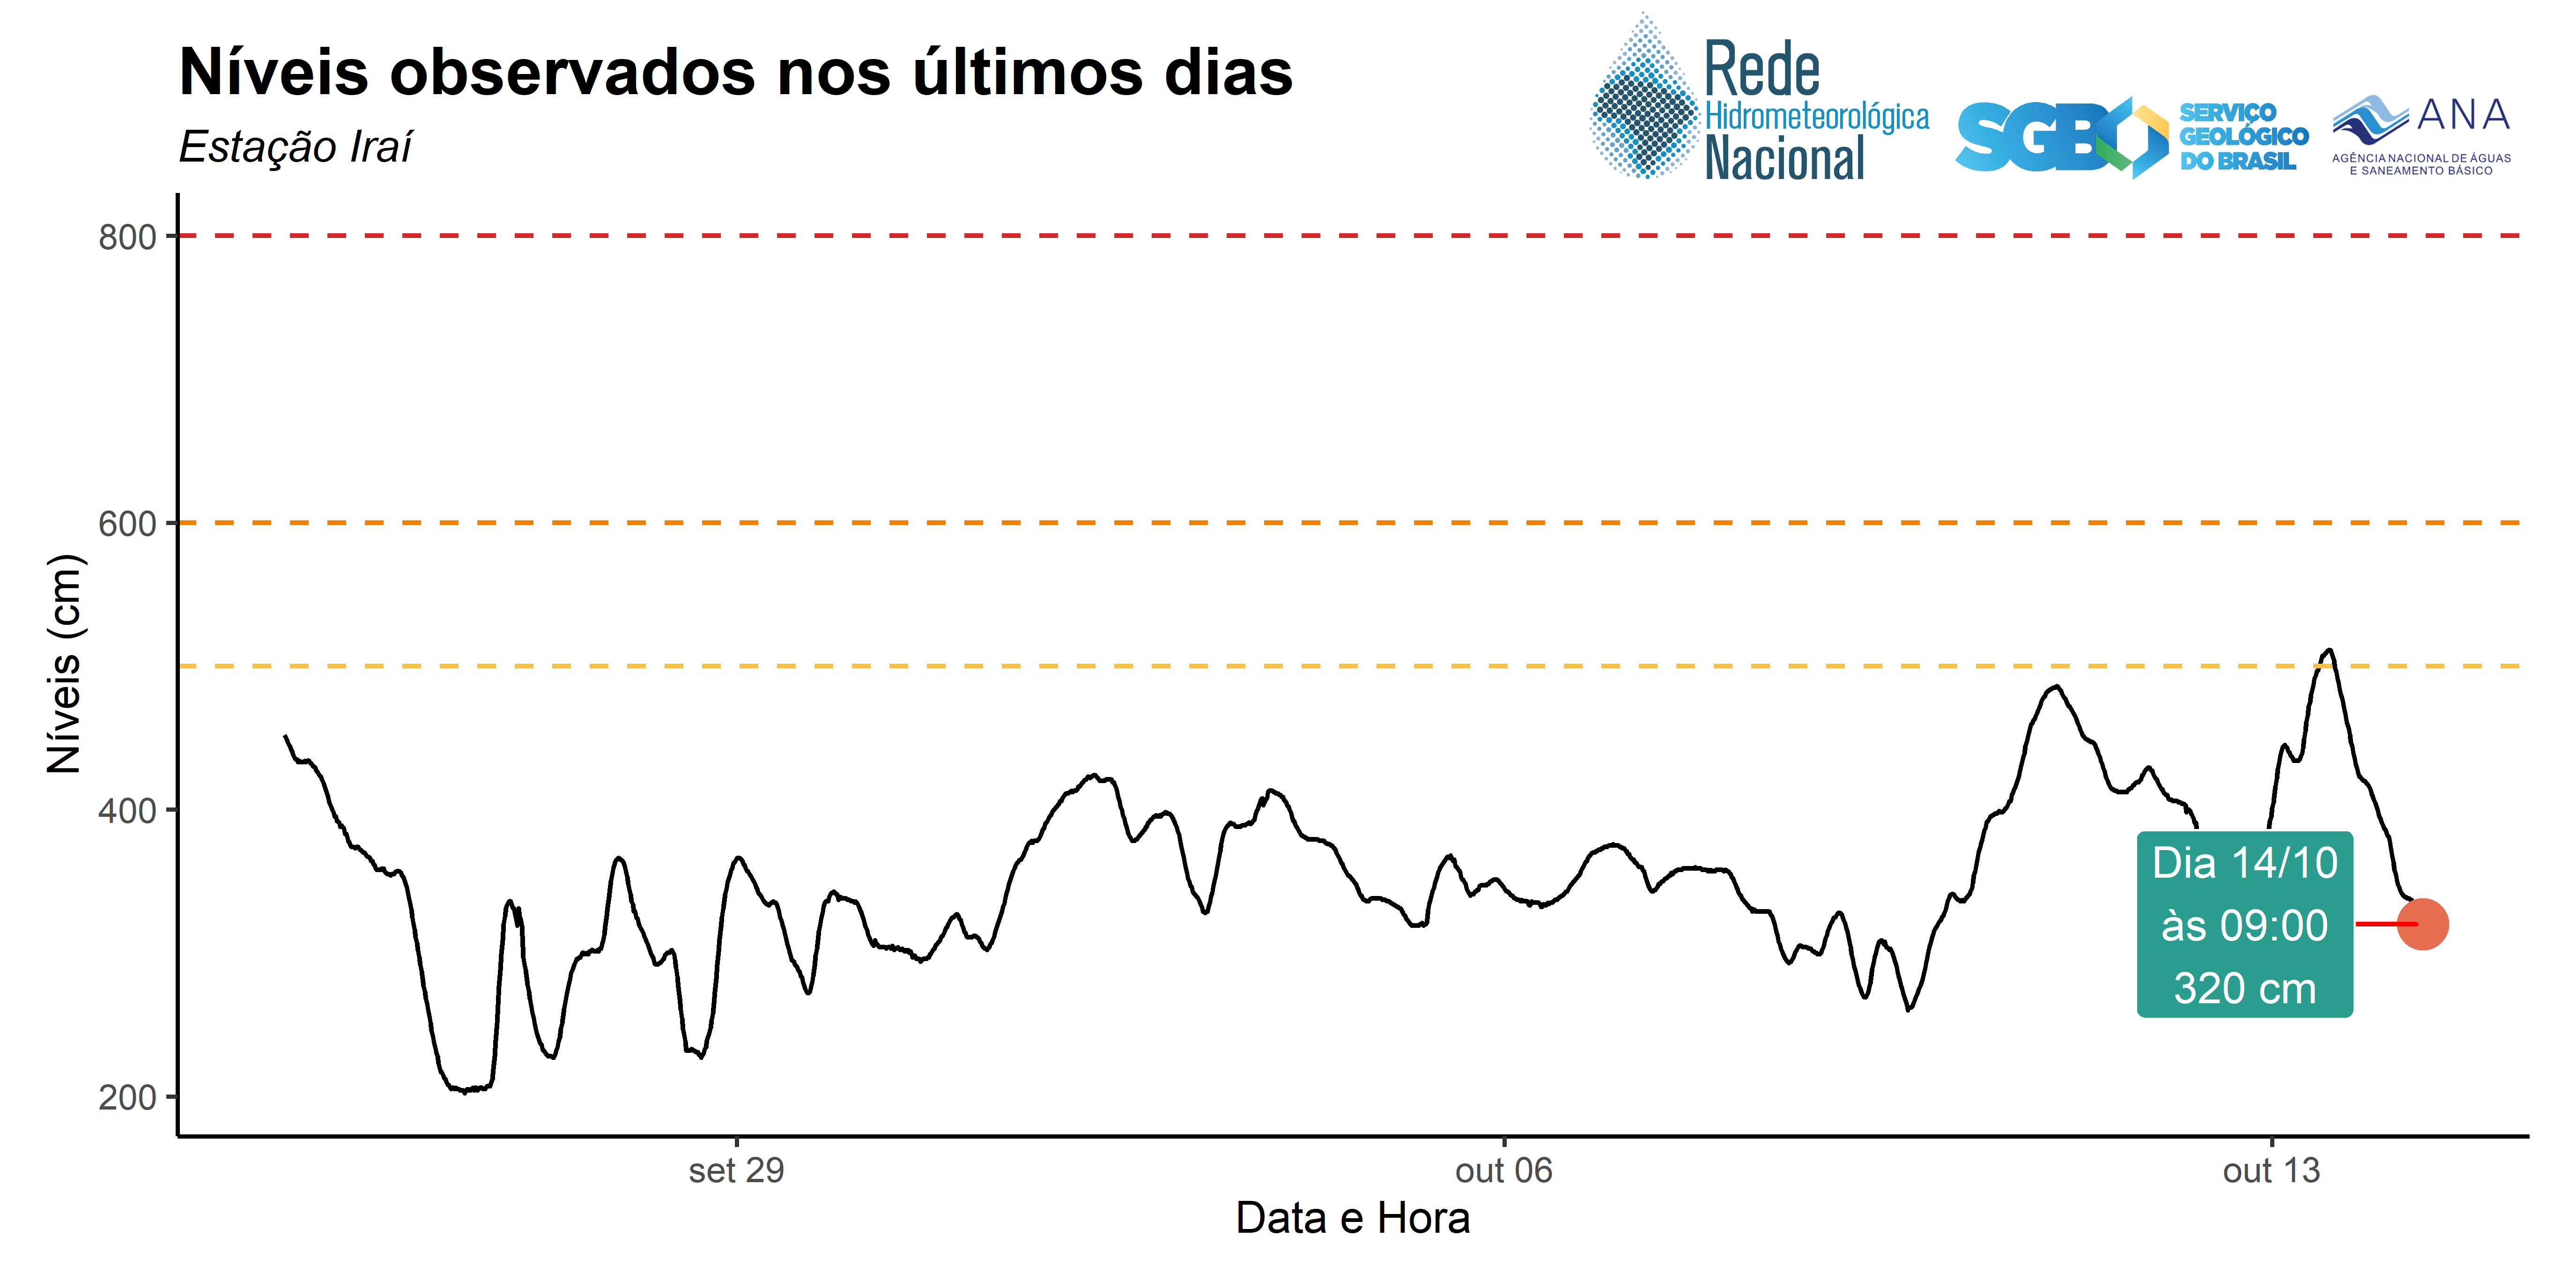 Níveis observados nos últimos dias
Estação Iraí
Rede
Hidrometeorológica
Nacional
SGB
SERVIÇO
GEOLÓGICO
DO BRASIL
ANA
AGÊNCIA NACIONAL DE ÁGUAS
E SANEAMENTO BÁSICO
800
600
400
200
Níveis (cm)
Dia 14/10
às 09:00
320 cm
set 29
out 06
out 13
Data e Hora